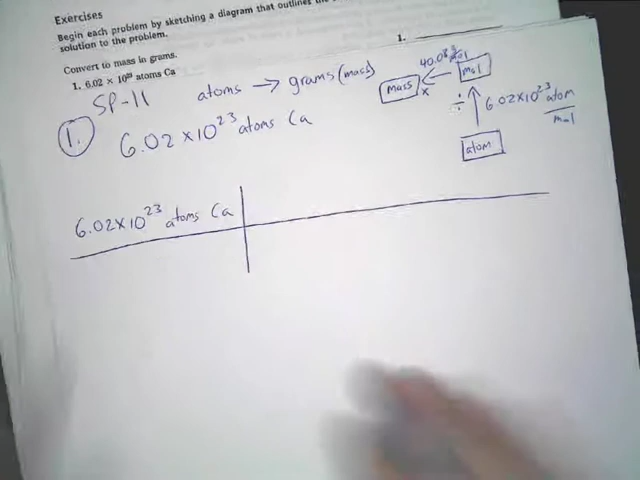 Exercises
Begin each problem by sketching a diagram that outlines the
solution to the problem.
Convert to mass in grams.
1. 6.02 × 10²³ atoms Ca
1.
SP-11
atoms → grams (mass)
1.
6.02 × 10²³ atoms Ca
40.08 g/mol
mass
x
mol
÷
6.02×10²³ atom
mol
atom
6.02×10²³ atoms Ca